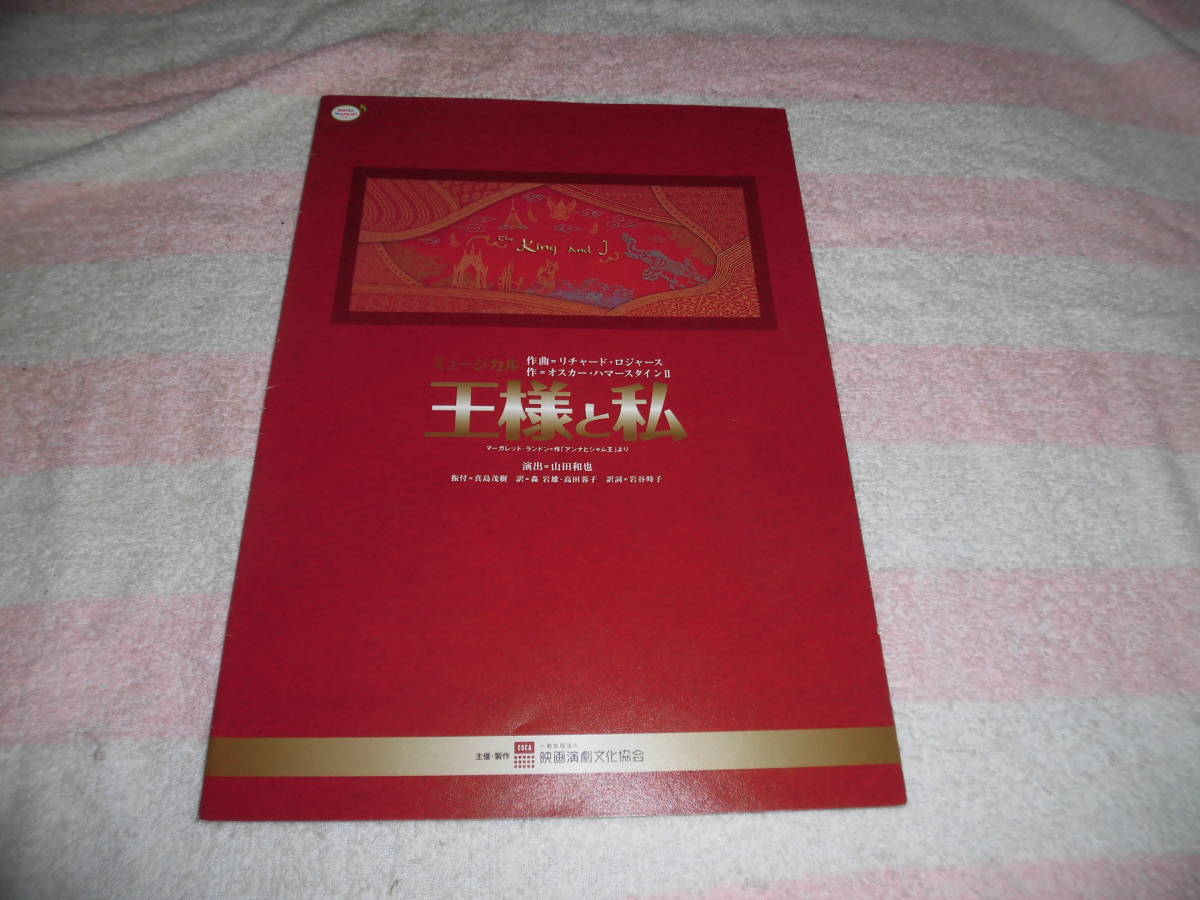 Hello Musical
The King And I
ミュージカル
作曲＝リチャード・ロジャース
作＝オスカー・ハマースタインⅡ
王様と私
マーガレット・ランドン＝作「アンナとシャム王」より
演出＝山田和也
振付＝真島茂樹 訳＝森 岩雄・高田蓉子 訳詞＝岩谷時子
主催・製作
CSCA
一般社団法人
映画演劇文化協会